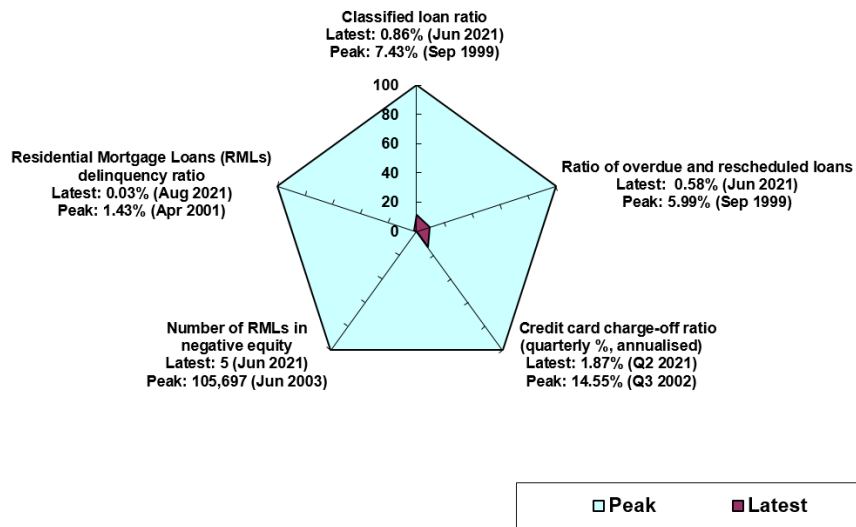 Classified loan ratio
Latest: 0.86% (Jun 2021)
Peak: 7.43% (Sep 1999)
100
80
60
40
20
0
Residential Mortgage Loans (RMLs)
delinquency ratio
Latest: 0.03% (Aug 2021)
Peak: 1.43% (Apr 2001)
Ratio of overdue and rescheduled loans
Latest: 0.58% (Jun 2021)
Peak: 5.99% (Sep 1999)
Number of RMLs in
negative equity
Latest: 5 (Jun 2021)
Peak: 105,697 (Jun 2003)
Credit card charge-off ratio
(quarterly %, annualised)
Latest: 1.87% (Q2 2021)
Peak: 14.55% (Q3 2002)
Peak Latest